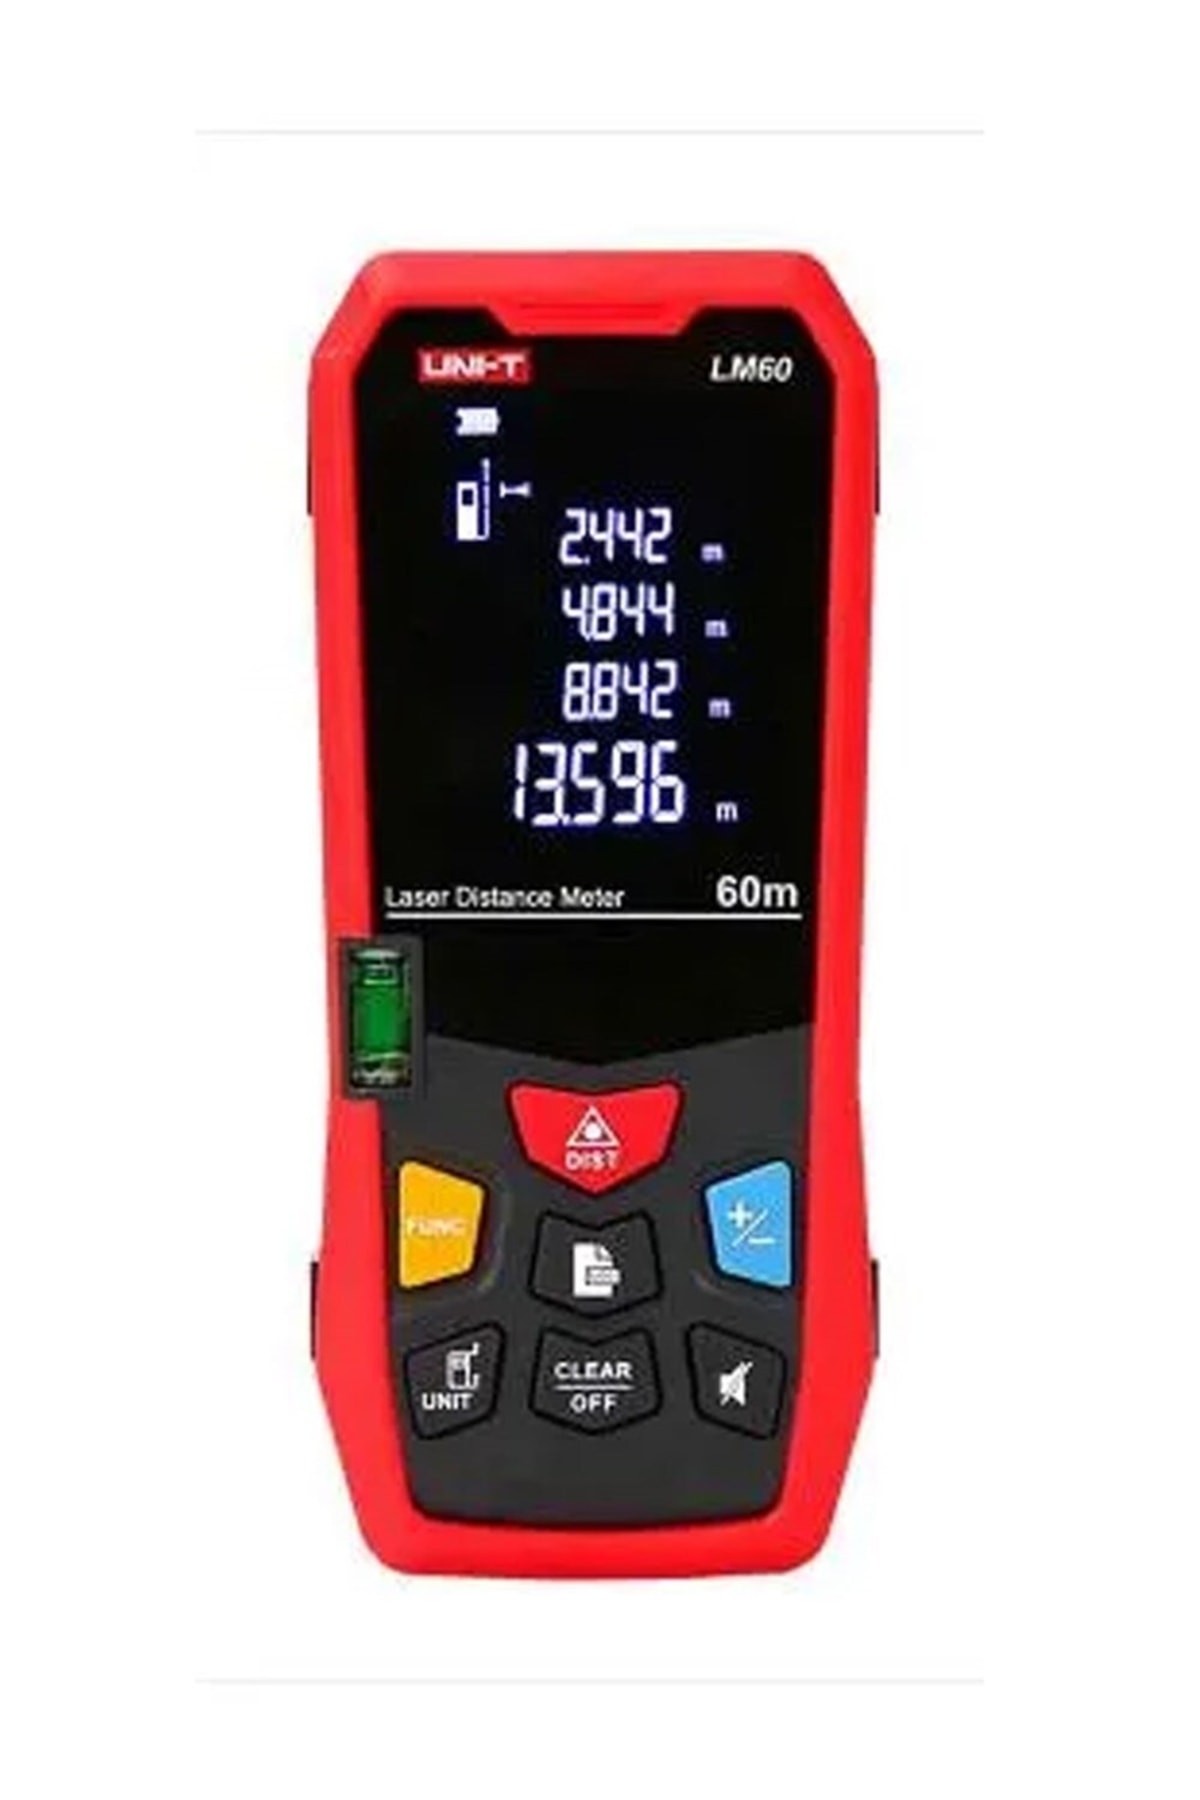 UNI-T LM60
2.442 m
4.844 m
8.842 m
13.596 m
Laser Distance Meter 60m
DIST
FUNC
+/-
UNIT
CLEAR
OFF